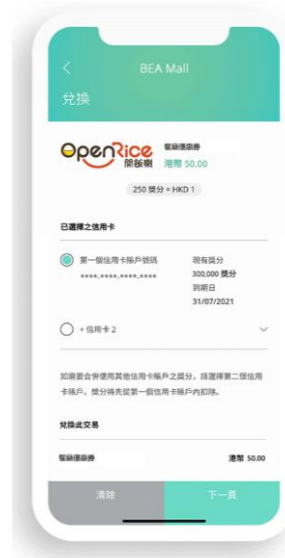 BEA Mall
兌換
OpenRice
開飯喇
餐廳優惠券
港幣 50.00
250 獎分 = HKD 1
已選擇之信用卡
第一個信用卡賬戶號碼
****.****.****.****
現有獎分
300,000 獎分
到期日
31/07/2021
+ 信用卡 2
如需要合併使用其他信用卡賬戶之獎分，請選擇第二個信用
卡賬戶。獎分將先從第一個信用卡賬戶內扣除。
兌換此交易
餐廳優惠券 港幣 50.00
清除 下一頁